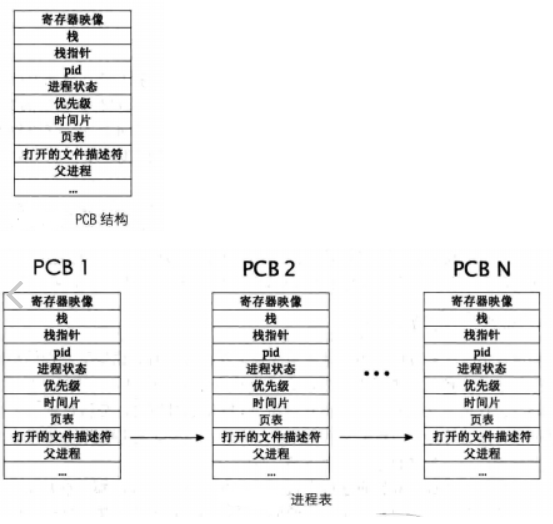 寄存器映像
栈
栈指针
pid
进程状态
优先级
时间片
页表
打开的文件描述符
父进程
...
PCB 结构
PCB 1
PCB 2
PCB N
寄存器映像
栈
栈指针
pid
进程状态
优先级
时间片
页表
打开的文件描述符
父进程
...
寄存器映像
栈
栈指针
pid
进程状态
优先级
时间片
页表
打开的文件描述符
父进程
...
...
寄存器映像
栈
栈指针
pid
进程状态
优先级
时间片
页表
打开的文件描述符
父进程
...
进程表